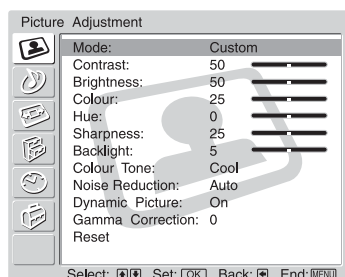 Picture Adjustment
Mode: Custom
Contrast: 50
Brightness: 50
Colour: 25
Hue: 0
Sharpness: 25
Backlight: 5
Colour Tone: Cool
Noise Reduction: Auto
Dynamic Picture: On
Gamma Correction: 0
Reset
Select: Set: OK Back: End: MENU